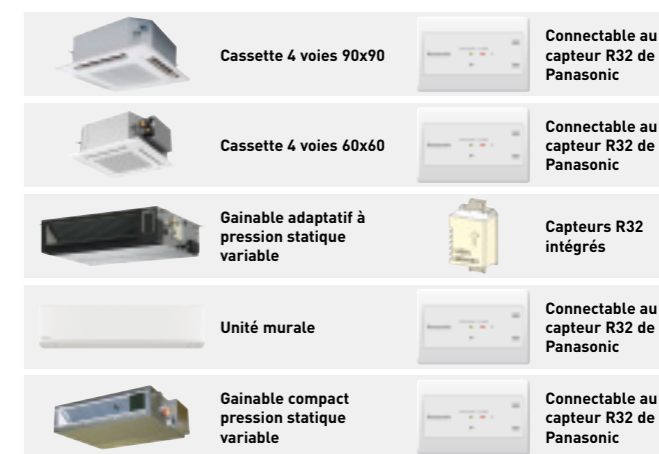 Cassette 4 voies 90x90
Connectable au
capteur R32 de
Panasonic
Cassette 4 voies 60x60
Connectable au
capteur R32 de
Panasonic
Gainable adaptatif à
pression statique
variable
Capteurs R32
intégrés
Unité murale
Connectable au
capteur R32 de
Panasonic
Gainable compact
pression statique
variable
Connectable au
capteur R32 de
Panasonic